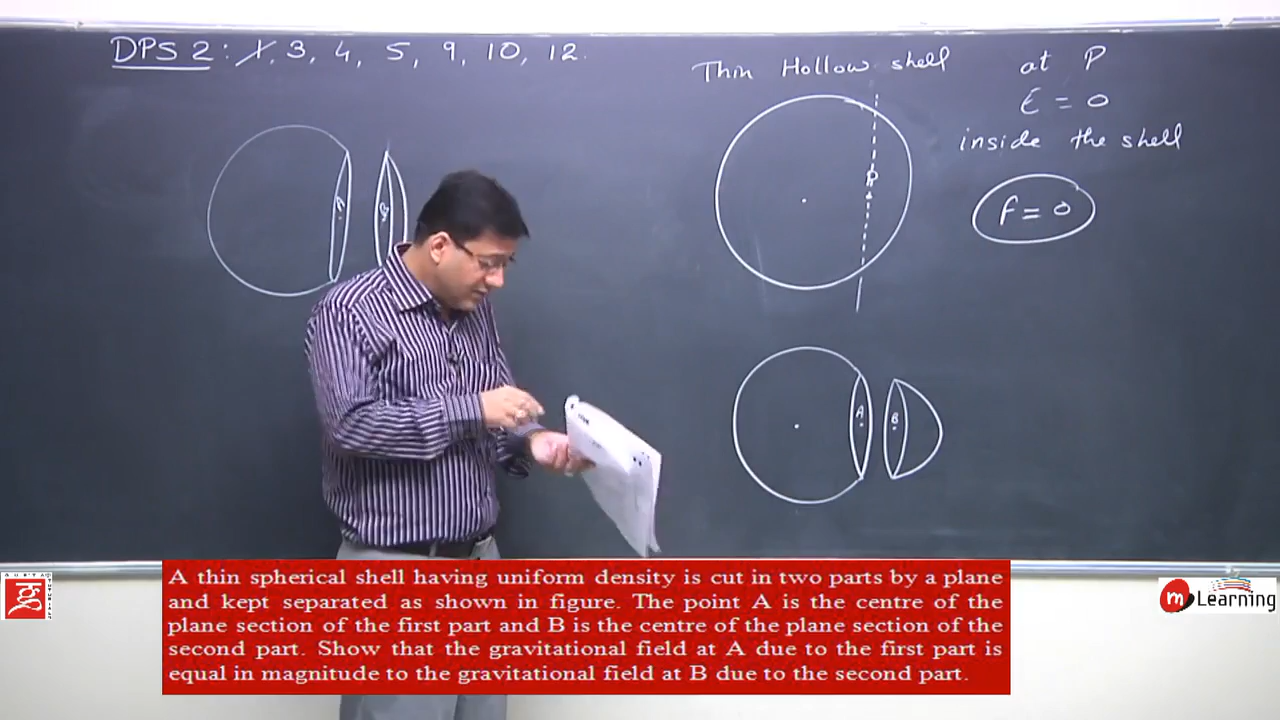 DPS 2 : 1, 3, 4, 5, 9, 10, 12.
Thin Hollow shell
at P
E = 0
inside the shell
F = 0
P
A
B
A
B
A thin spherical shell having uniform density is cut in two parts by a plane
and kept separated as shown in figure. The point A is the centre of the
plane section of the first part and B is the centre of the plane section of the
second part. Show that the gravitational field at A due to the first part is
equal in magnitude to the gravitational field at B due to the second part.
m Learning